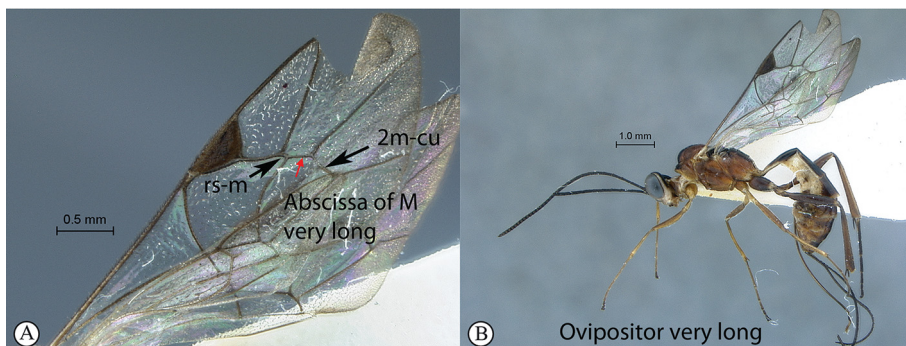 2m-cu
rs-m
Abscissa of M
very long
0.5 mm
A
1.0 mm
Ovipositor very long
B